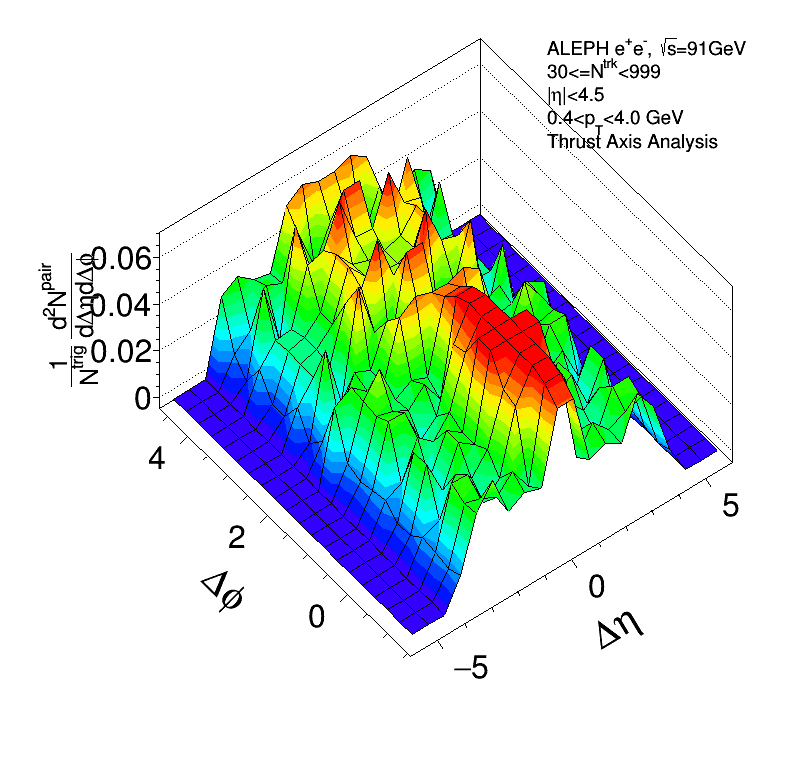 ALEPH e⁺e⁻, √s=91GeV
30<=Nᵗʳᵏ<999
|η|<4.5
0.4<p_T<4.0 GeV
Thrust Axis Analysis
1/N^trig d²N^pair/dΔηdΔφ
0.06
0.04
0.02
0
4
2
0
Δφ
−5
0
5
Δη